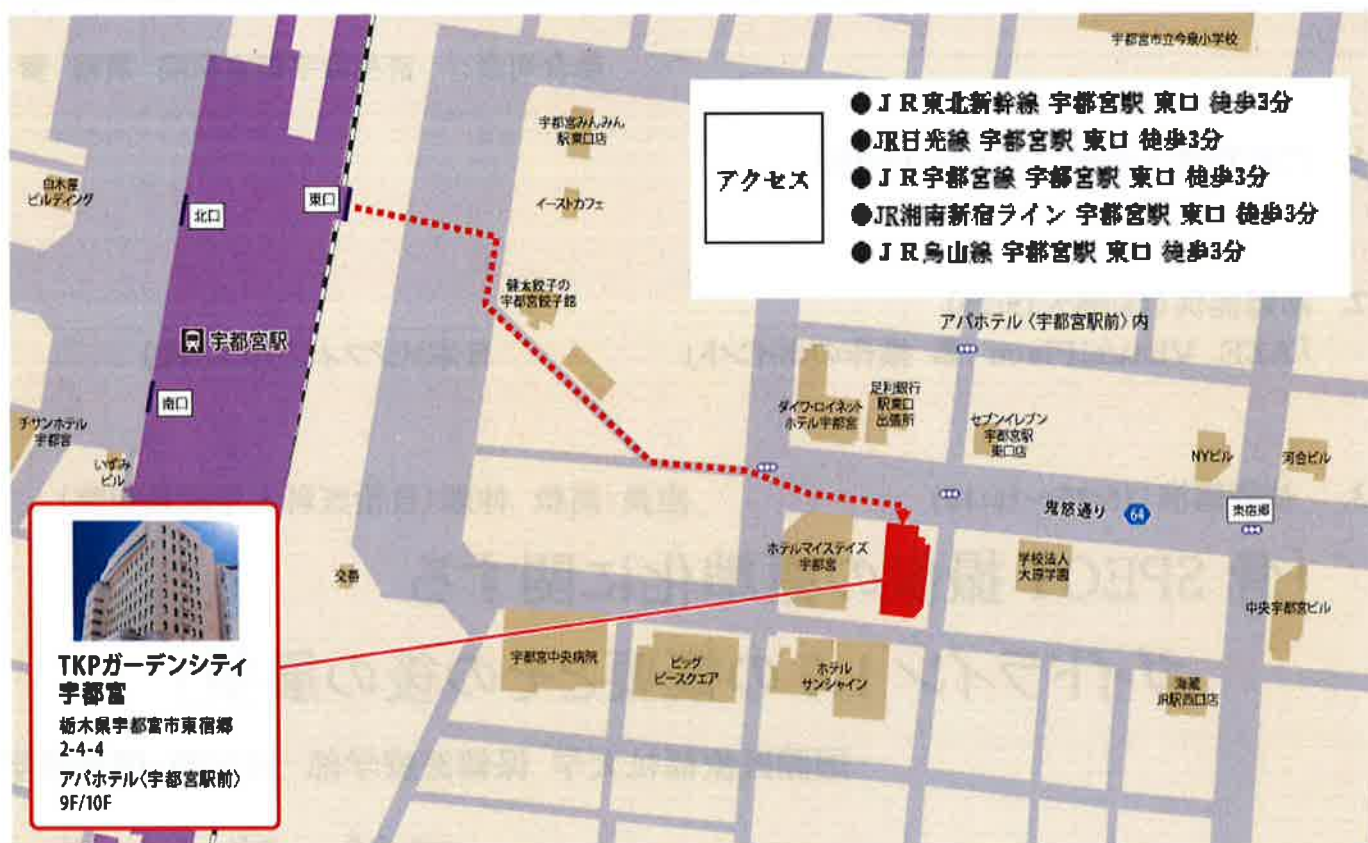 宇都宮市立今泉小学校
アクセス
●ＪＲ東北新幹線 宇都宮駅 東口 徒歩3分
●JR日光線 宇都宮駅 東口 徒歩3分
●ＪＲ宇都宮線 宇都宮駅 東口 徒歩3分
●JR湘南新宿ライン 宇都宮駅 東口 徒歩3分
●ＪＲ烏山線 宇都宮駅 東口 徒歩3分
宇都宮みんみん
駅東口店
白木屋
ビルディング
北口
東口
イーストカフェ
健太餃子の
宇都宮餃子館
宇都宮駅
アパホテル〈宇都宮駅前〉内
南口
チサンホテル
宇都宮
いずみ
ビル
ダイワ・ロイネット
ホテル宇都宮
足利銀行
駅東口
出張所
セブンイレブン
宇都宮駅
東口店
NYビル
河合ビル
鬼怒通り
64
東宿郷
ホテルマイステイズ
宇都宮
学校法人
大原学園
交番
中央宇都宮ビル
宇都宮中央病院
ビッグ
ビースクエア
ホテル
サンシャイン
海蔵
JR駅西口店
TKPガーデンシティ
宇都宮
栃木県宇都宮市東宿郷
2-4-4
アパホテル〈宇都宮駅前〉
9F/10F